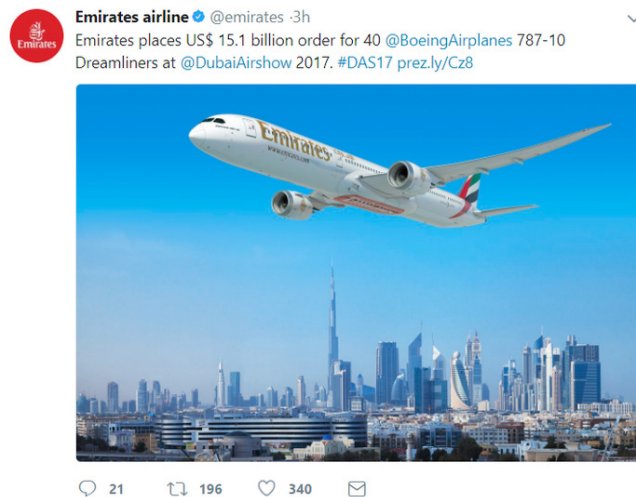 Emirates airline @emirates · 3h
Emirates places US$ 15.1 billion order for 40 @BoeingAirplanes 787-10
Dreamliners at @DubaiAirshow 2017. #DAS17 prez.ly/Cz8
Emirates
Emirates
21 196 340